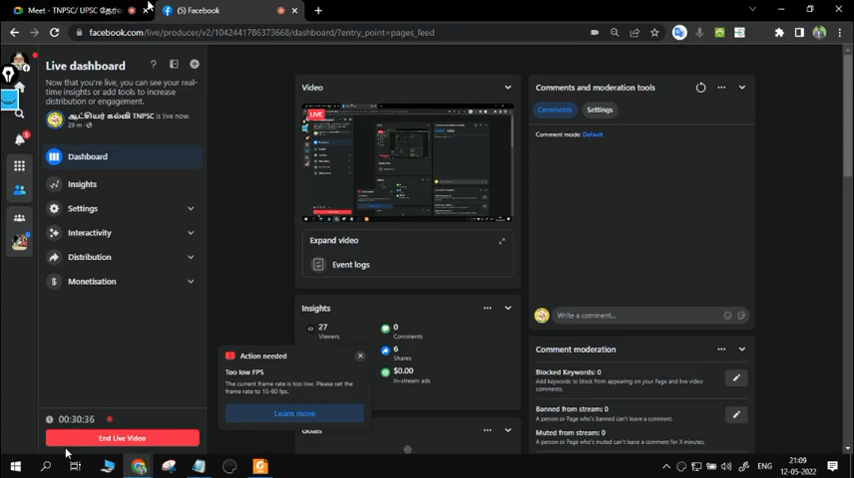 Meet - TNPSC/ UPSC தேர்வு
(5) Facebook
facebook.com/live/producer/v2/1042441786373668/dashboard/?entry_point=pages_feed
Live dashboard
Now that you're live, you can see your real-
time insights or add tools to increase
distribution or engagement.
ஆட்சியர் கல்வி TNPSC is live now.
29 m
Dashboard
Insights
Settings
Interactivity
Distribution
Monetisation
00:30:36
End Live Video
Video
LIVE
Expand video
Event logs
Insights
27
Viewers
0
Comments
6
Shares
$0.00
In-stream ads
Action needed
Too low FPS
The current frame rate is too low. Please set the
frame rate to 15-60 fps.
Learn more
Goals
Comments and moderation tools
Comments
Settings
Comment mode: Default
Write a comment...
Comment moderation
Blocked Keywords: 0
Add keywords to block from appearing on your Page and live video
comments.
Banned from stream: 0
A person or Page who's banned can't leave a comment.
Muted from stream: 0
A person or Page who's muted can't leave a comment for X minutes.
ENG
21:09
12-05-2022